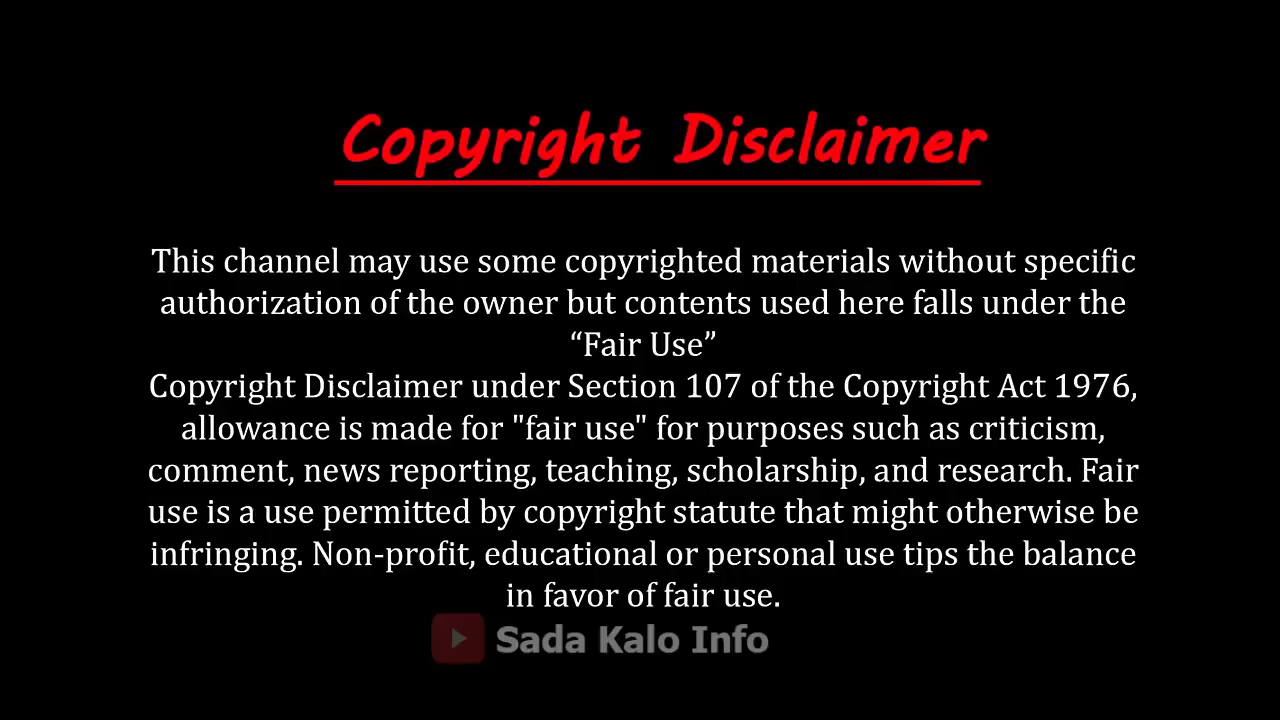 Copyright Disclaimer
This channel may use some copyrighted materials without specific
authorization of the owner but contents used here falls under the
“Fair Use”
Copyright Disclaimer under Section 107 of the Copyright Act 1976,
allowance is made for "fair use" for purposes such as criticism,
comment, news reporting, teaching, scholarship, and research. Fair
use is a use permitted by copyright statute that might otherwise be
infringing. Non-profit, educational or personal use tips the balance
in favor of fair use.
Sada Kalo Info